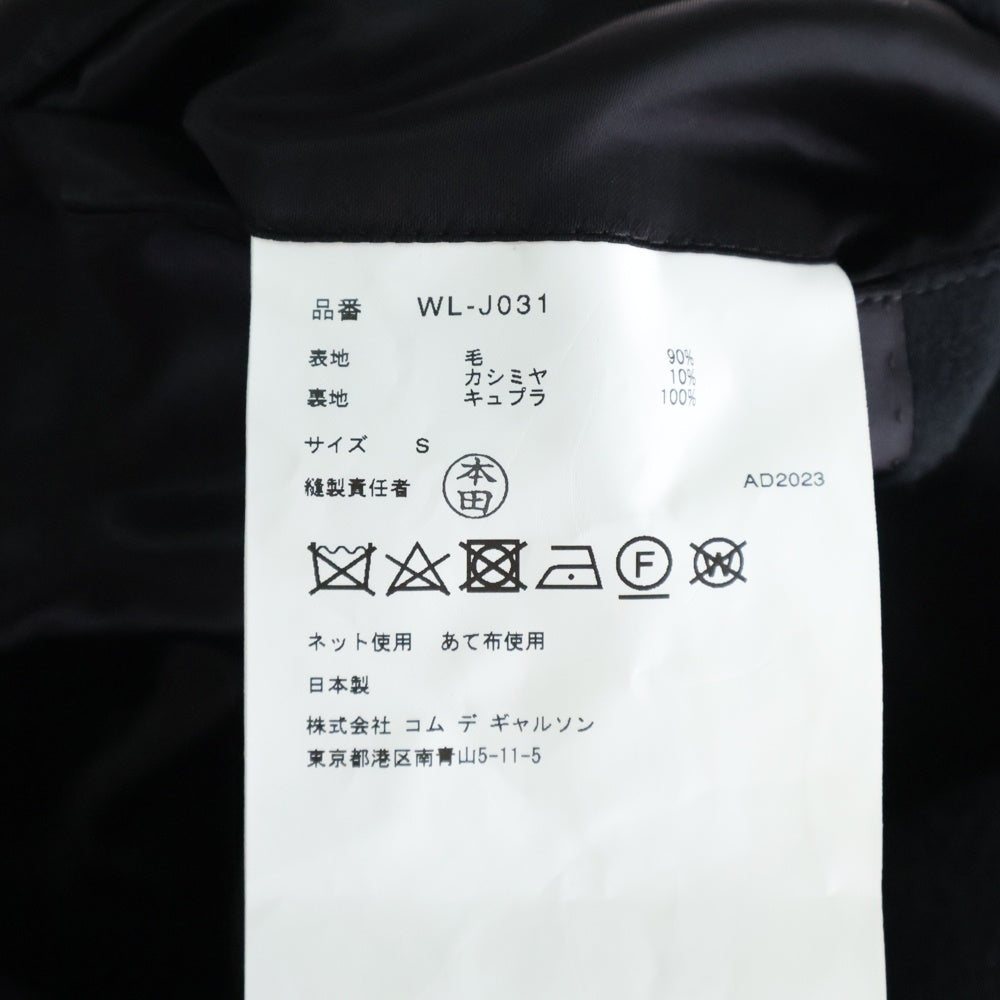 品番 WL-J031
表地 毛 90%
カシミヤ 10%
裏地 キュプラ 100%
サイズ S
縫製責任者 本田 AD2023
F W
ネット使用 あて布使用
日本製
株式会社 コム デ ギャルソン
東京都港区南青山5-11-5